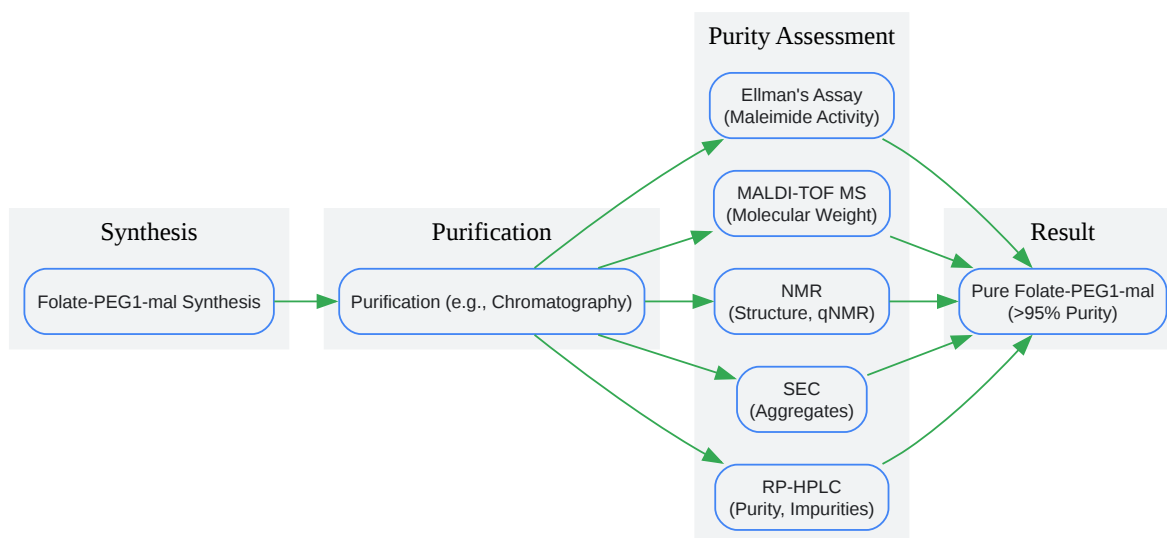 Synthesis
Folate-PEG1-mal Synthesis
Purification
Purification (e.g., Chromatography)
Purity Assessment
Ellman's Assay
(Maleimide Activity)
MALDI-TOF MS
(Molecular Weight)
NMR
(Structure, qNMR)
SEC
(Aggregates)
RP-HPLC
(Purity, Impurities)
Result
Pure Folate-PEG1-mal
(>95% Purity)